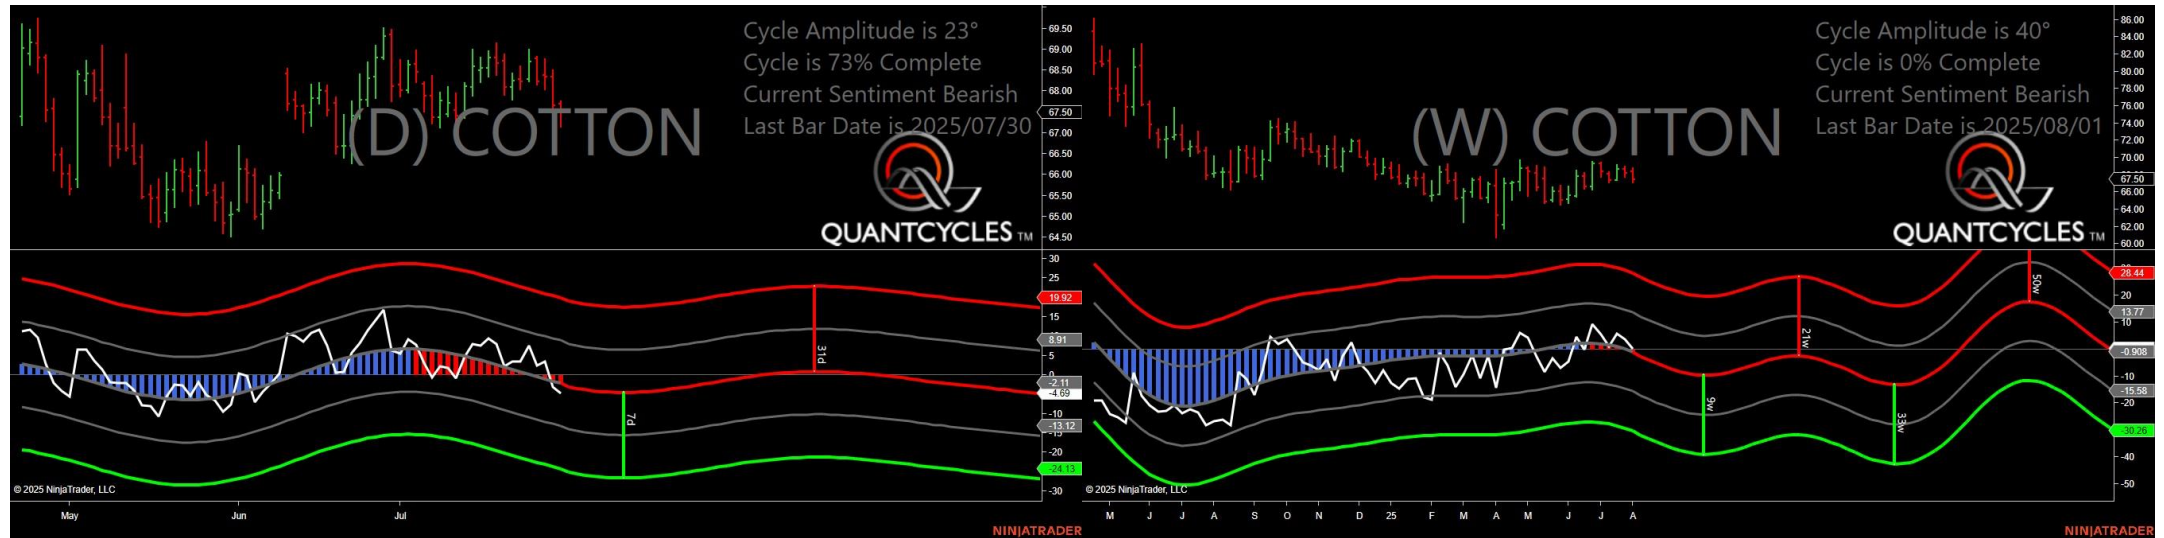 Cycle Amplitude is 23°
Cycle is 73% Complete
Current Sentiment Bearish
Last Bar Date is 2025/07/30
(D) COTTON
QUANTCYCLES TM
69.50
69.00
68.50
68.00
67.50
67.00
66.50
66.00
65.50
65.00
64.50
30
25
19.92
15
8.91
5
0
-2.11
-4.69
-10
-13.12
-20
-24.13
-30
31d
7d
© 2025 NinjaTrader, LLC
May Jun Jul
NINJATRADER
Cycle Amplitude is 40°
Cycle is 0% Complete
Current Sentiment Bearish
Last Bar Date is 2025/08/01
(W) COTTON
QUANTCYCLES TM
86.00
84.00
82.00
80.00
78.00
76.00
74.00
72.00
70.00
67.50
66.00
64.00
62.00
60.00
28.44
20
13.77
10
-0.908
-10
-15.58
-20
-30.26
-40
-50
50w
21w
9w
33w
© 2025 NinjaTrader, LLC
M J J A S O N D 25 F M A M J J A
NINJATRADER